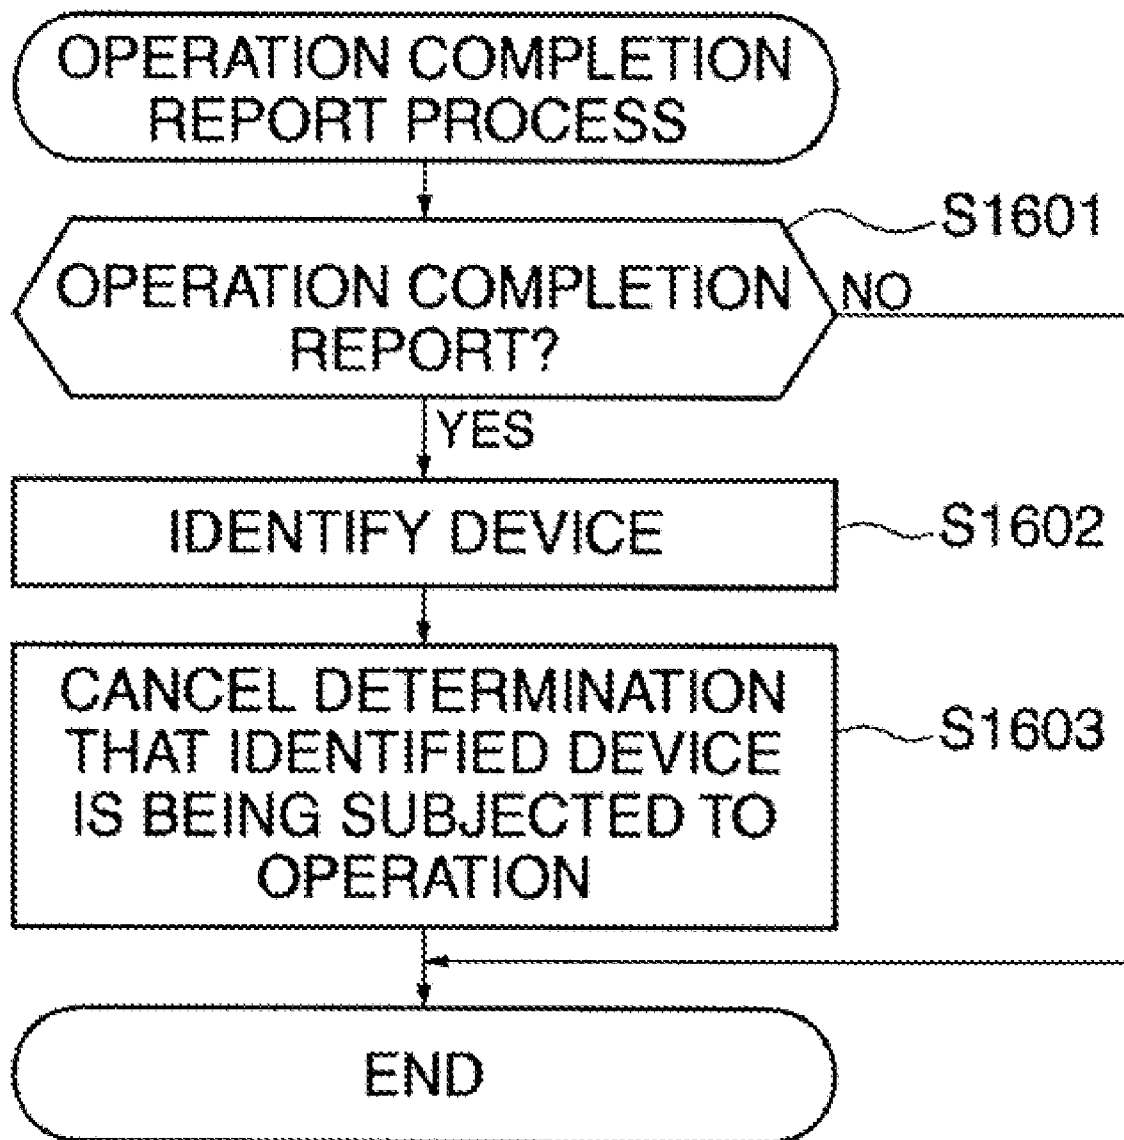 OPERATION COMPLETION
REPORT PROCESS
S1601
OPERATION COMPLETION
REPORT?
NO
YES
IDENTIFY DEVICE
S1602
CANCEL DETERMINATION
THAT IDENTIFIED DEVICE
IS BEING SUBJECTED TO
OPERATION
S1603
END